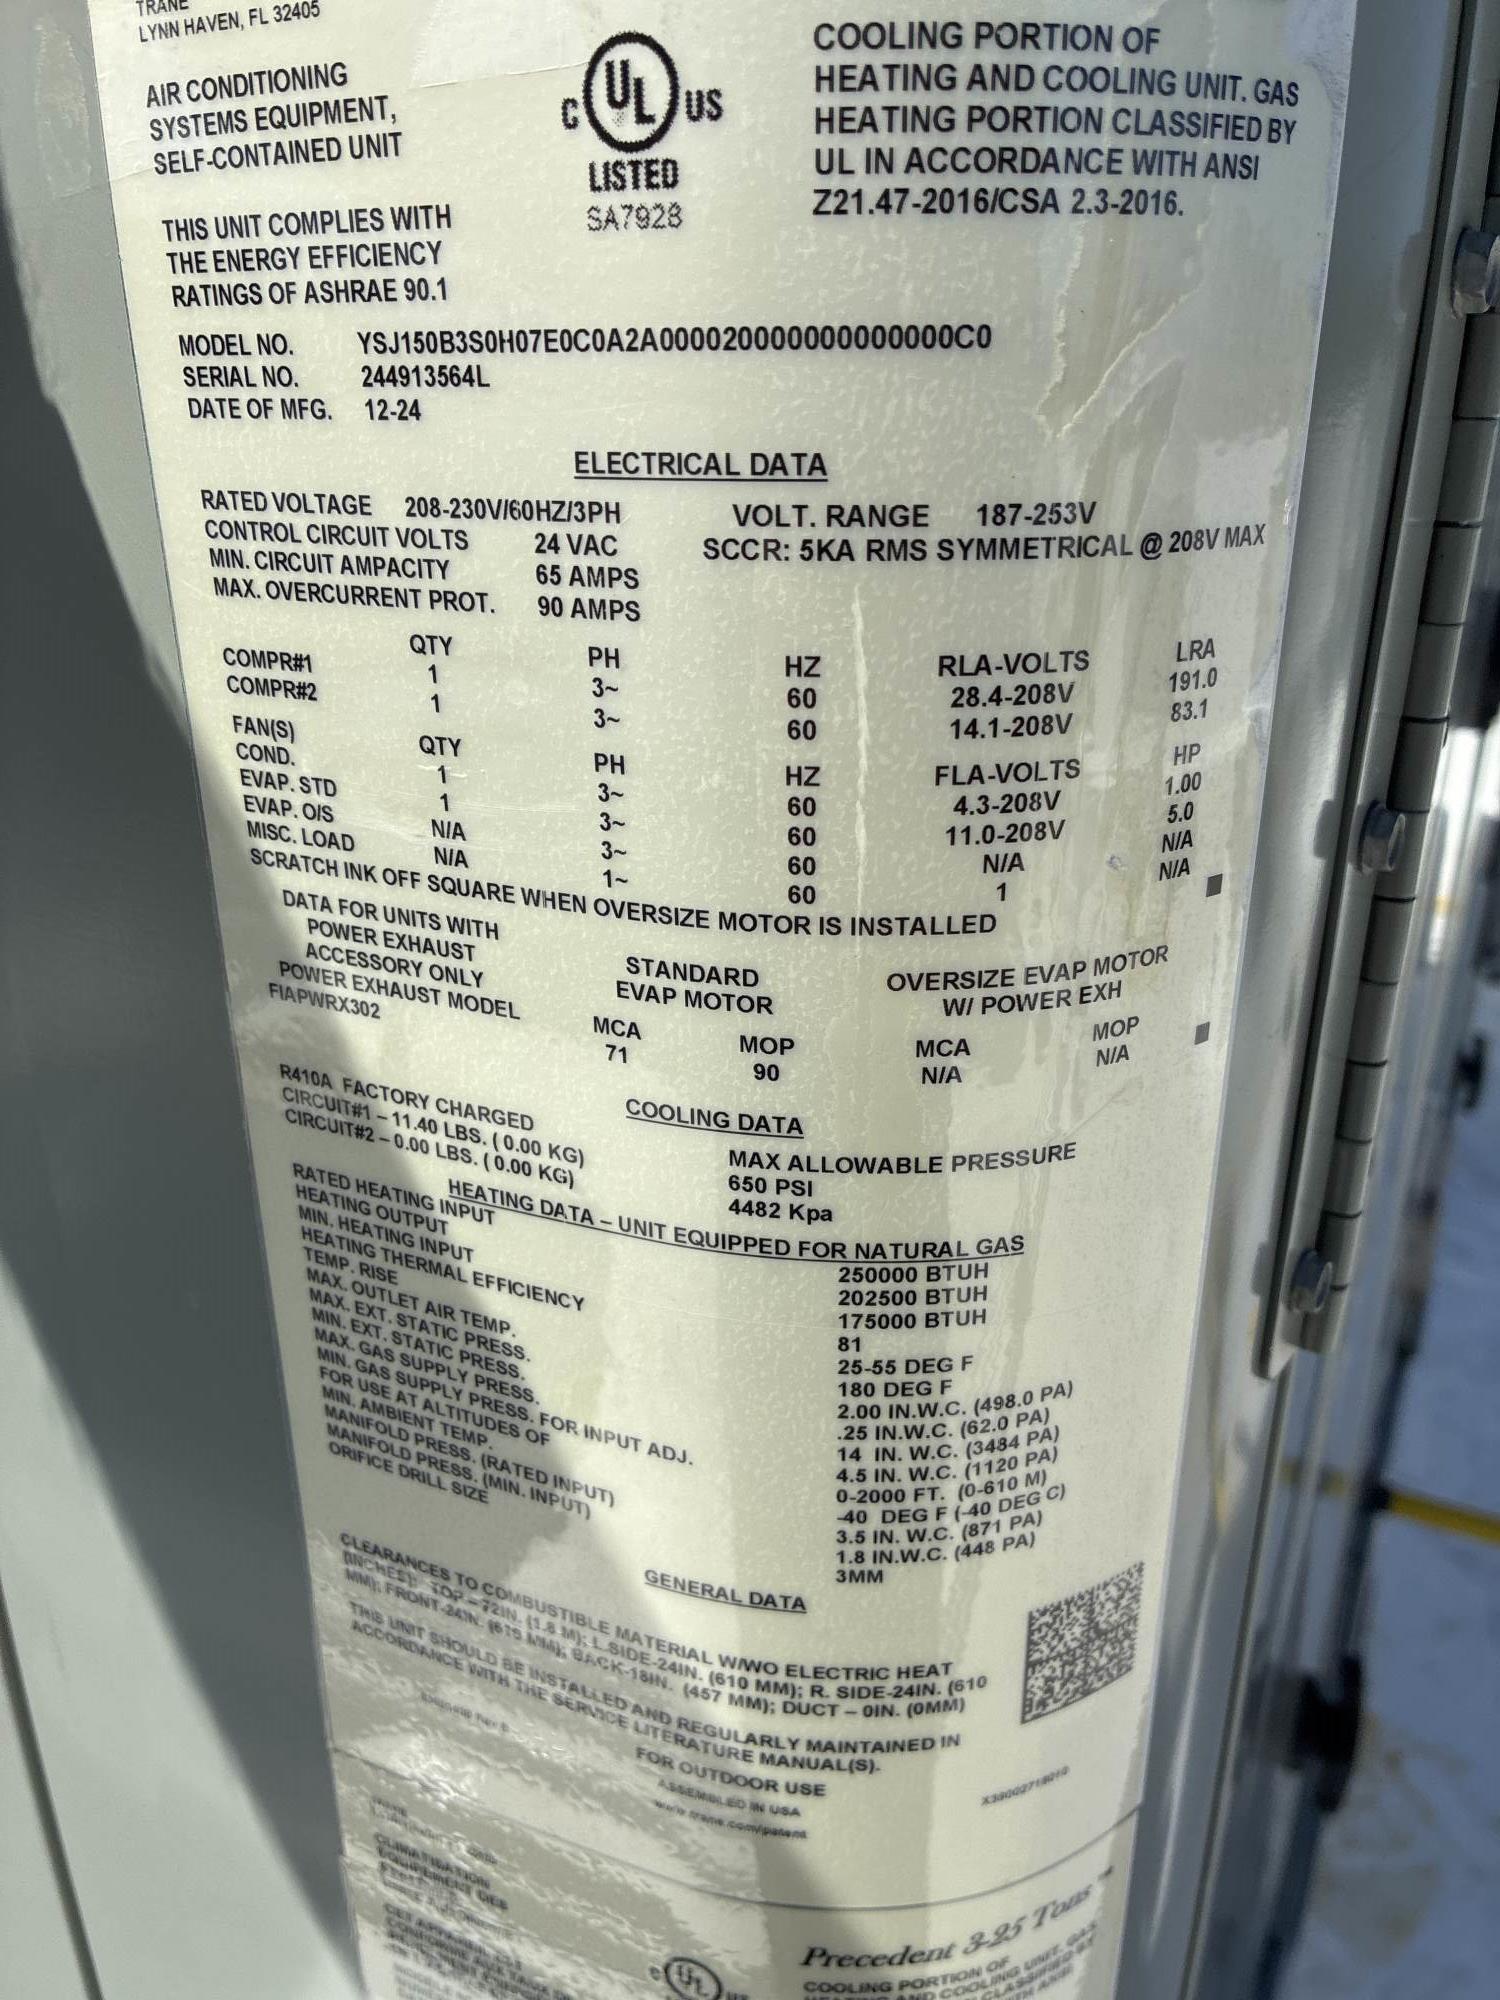 TRANE
LYNN HAVEN, FL 32405
AIR CONDITIONING
SYSTEMS EQUIPMENT,
SELF-CONTAINED UNIT
THIS UNIT COMPLIES WITH
THE ENERGY EFFICIENCY
RATINGS OF ASHRAE 90.1
C UL US
LISTED
SA7928
COOLING PORTION OF
HEATING AND COOLING UNIT. GAS
HEATING PORTION CLASSIFIED BY
UL IN ACCORDANCE WITH ANSI
Z21.47-2016/CSA 2.3-2016.
MODEL NO. YSJ150B3S0H07E0C0A2A0000200000000000000C0
SERIAL NO. 244913564L
DATE OF MFG. 12-24
ELECTRICAL DATA
RATED VOLTAGE 208-230V/60HZ/3PH VOLT. RANGE 187-253V
CONTROL CIRCUIT VOLTS 24 VAC SCCR: 5KA RMS SYMMETRICAL @ 208V MAX
MIN. CIRCUIT AMPACITY 65 AMPS
MAX. OVERCURRENT PROT. 90 AMPS
QTY PH HZ RLA-VOLTS LRA
COMPR#1 1 3~ 60 28.4-208V 191.0
COMPR#2 1 3~ 60 14.1-208V 83.1
FAN(S) QTY PH HZ FLA-VOLTS HP
COND. 1 3~ 60 4.3-208V 1.00
EVAP. STD 1 3~ 60 11.0-208V 5.0
EVAP. O/S N/A 3~ 60 N/A N/A
MISC. LOAD N/A 1~ 60 1 N/A
SCRATCH INK OFF SQUARE WHEN OVERSIZE MOTOR IS INSTALLED
DATA FOR UNITS WITH
POWER EXHAUST
ACCESSORY ONLY
POWER EXHAUST MODEL
FIAPWRX302
STANDARD
EVAP MOTOR
OVERSIZE EVAP MOTOR
W/ POWER EXH
MCA MOP MCA MOP
71 90 N/A N/A
COOLING DATA
R410A FACTORY CHARGED
CIRCUIT#1 – 11.40 LBS. ( 0.00 KG)
CIRCUIT#2 – 0.00 LBS. ( 0.00 KG)
MAX ALLOWABLE PRESSURE
650 PSI
4482 Kpa
HEATING DATA – UNIT EQUIPPED FOR NATURAL GAS
RATED HEATING INPUT 250000 BTUH
HEATING OUTPUT 202500 BTUH
MIN. HEATING INPUT 175000 BTUH
HEATING THERMAL EFFICIENCY 81
TEMP. RISE 25-55 DEG F
MAX. OUTLET AIR TEMP. 180 DEG F
MAX. EXT. STATIC PRESS. 2.00 IN.W.C. (498.0 PA)
MIN. EXT. STATIC PRESS. .25 IN.W.C. (62.0 PA)
MAX. GAS SUPPLY PRESS. 14 IN. W.C. (3484 PA)
MIN. GAS SUPPLY PRESS. FOR INPUT ADJ. 4.5 IN. W.C. (1120 PA)
FOR USE AT ALTITUDES OF 0-2000 FT. (0-610 M)
MIN. AMBIENT TEMP. -40 DEG F (-40 DEG C)
MANIFOLD PRESS. (RATED INPUT) 3.5 IN. W.C. (871 PA)
MANIFOLD PRESS. (MIN. INPUT) 1.8 IN.W.C. (448 PA)
ORIFICE DRILL SIZE 3MM
GENERAL DATA
CLEARANCES TO COMBUSTIBLE MATERIAL W/WO ELECTRIC HEAT
(INCHES): TOP – 72IN. (1.8 M); L.SIDE-24IN. (610 MM); R. SIDE-24IN. (610
MM); FRONT-24IN. (610 MM); BACK-18IN. (457 MM); DUCT – 0IN. (0MM)
THIS UNIT SHOULD BE INSTALLED AND REGULARLY MAINTAINED IN
ACCORDANCE WITH THE SERVICE LITERATURE MANUAL(S).
FOR OUTDOOR USE
ASSEMBLED IN USA
www.trane.com/patent
CLIMATISATION
EQUIPEMENT DES
UL
Precedent 3-25 Tons™
COOLING PORTION OF
HEATING AND COOLING UNIT. GAS